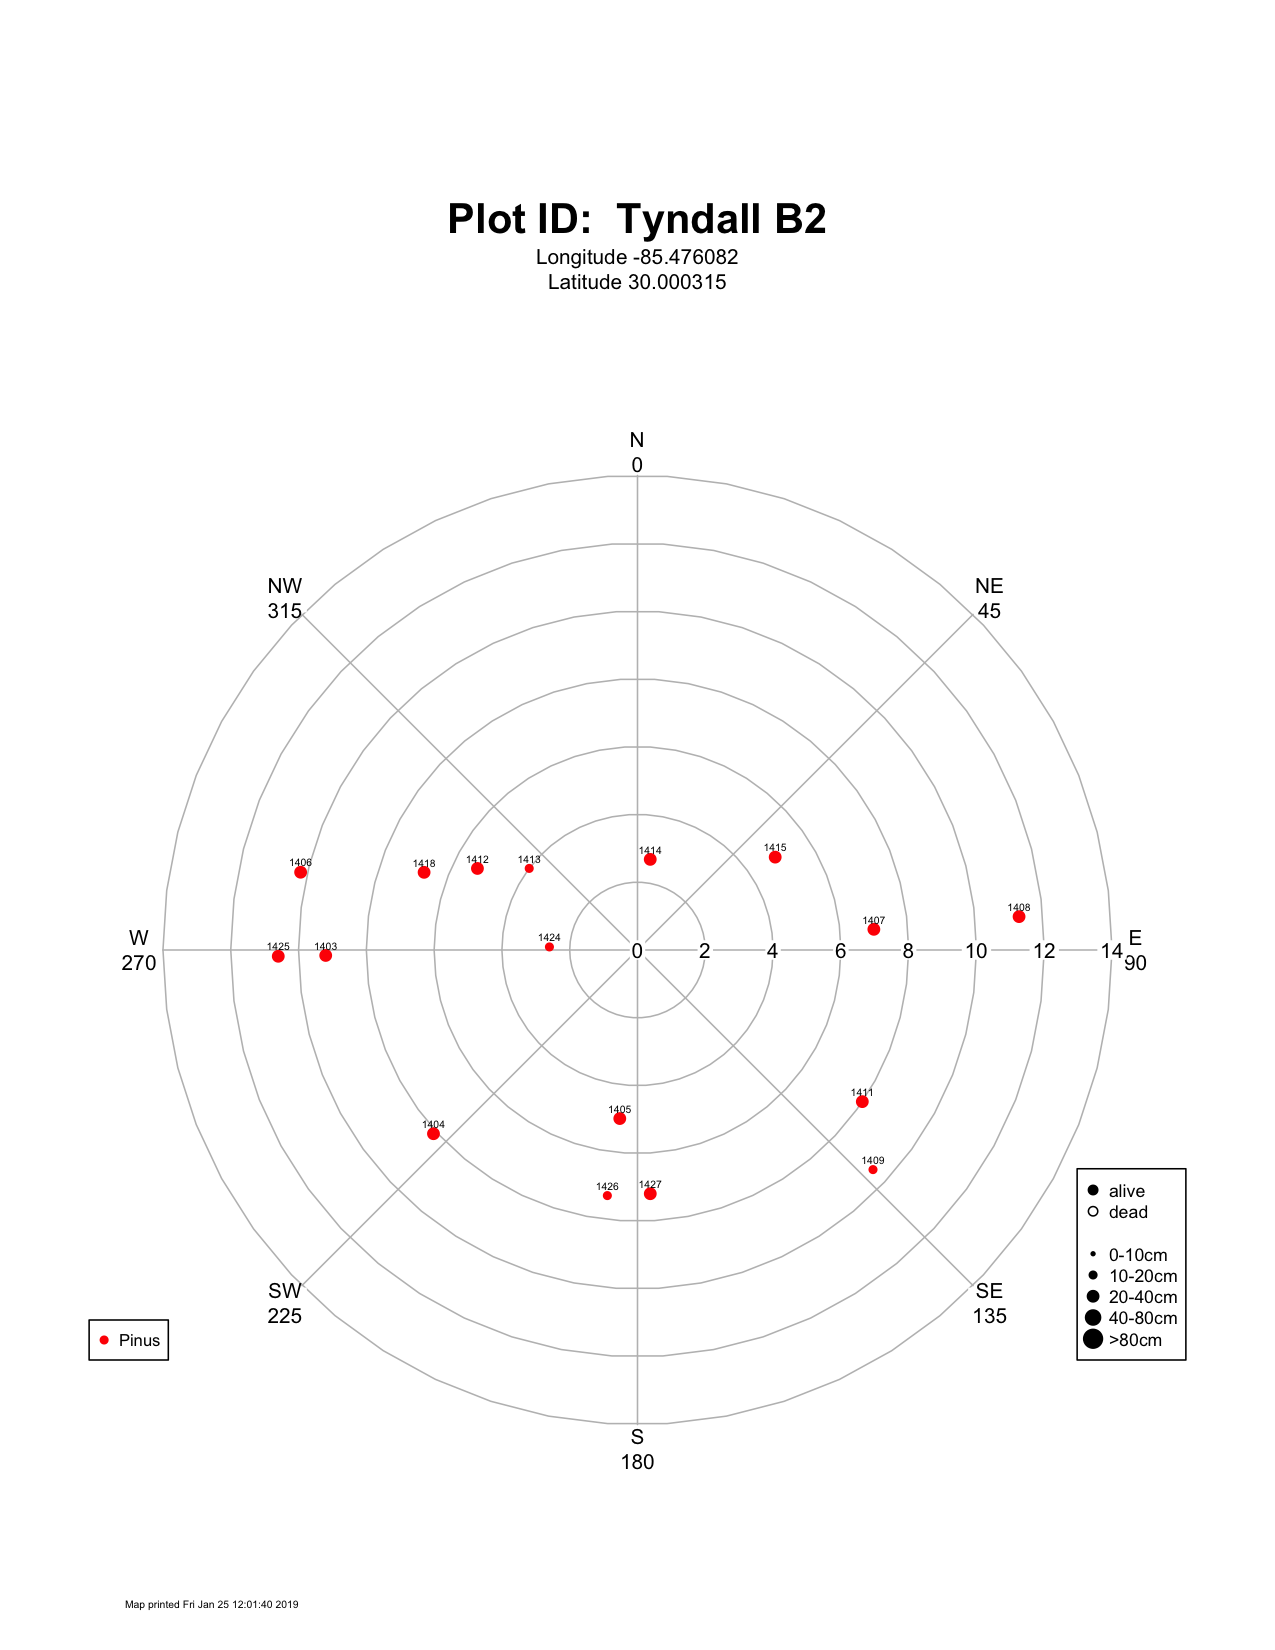 Plot ID:  Tyndall B2
Longitude -85.476082
Latitude 30.000315
N
0
NW
315
NE
45
1414
1415
1412
1413
1406
1418
1408
1407
W
270
1424
1425
1403
0 2 4 6 8 10 12 14
E
90
1411
1405
1404
1409
1427
1426
alive
dead
0-10cm
10-20cm
20-40cm
40-80cm
>80cm
SW
225
SE
135
Pinus
S
180
Map printed Fri Jan 25 12:01:40 2019